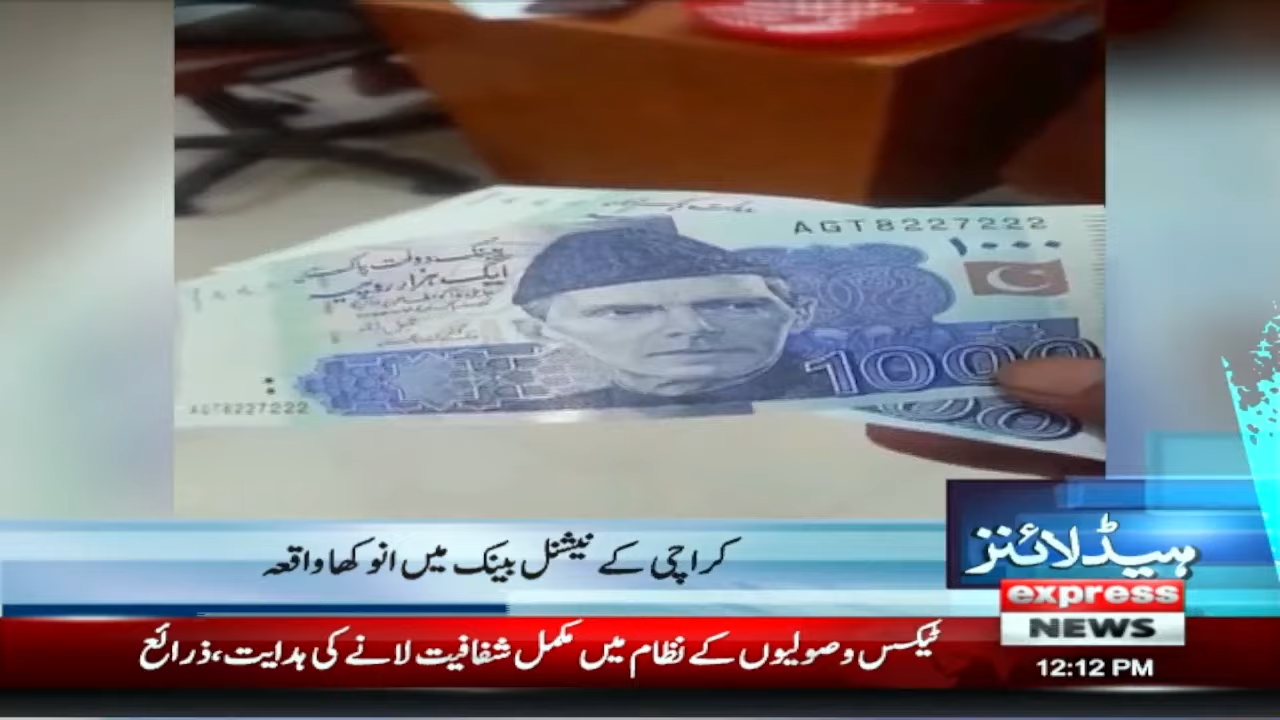 AGT8227222
۱۰۰۰
بینک دولت پاکستان
ایک ہزار روپیہ
1000
AGT8227222
ہیڈلائنز
کراچی کے نیشنل بینک میں انوکھا واقعہ
express
NEWS
ٹیکس وصولیوں کے نظام میں مکمل شفافیت لانے کی ہدایت، ذرائع
12:12 PM